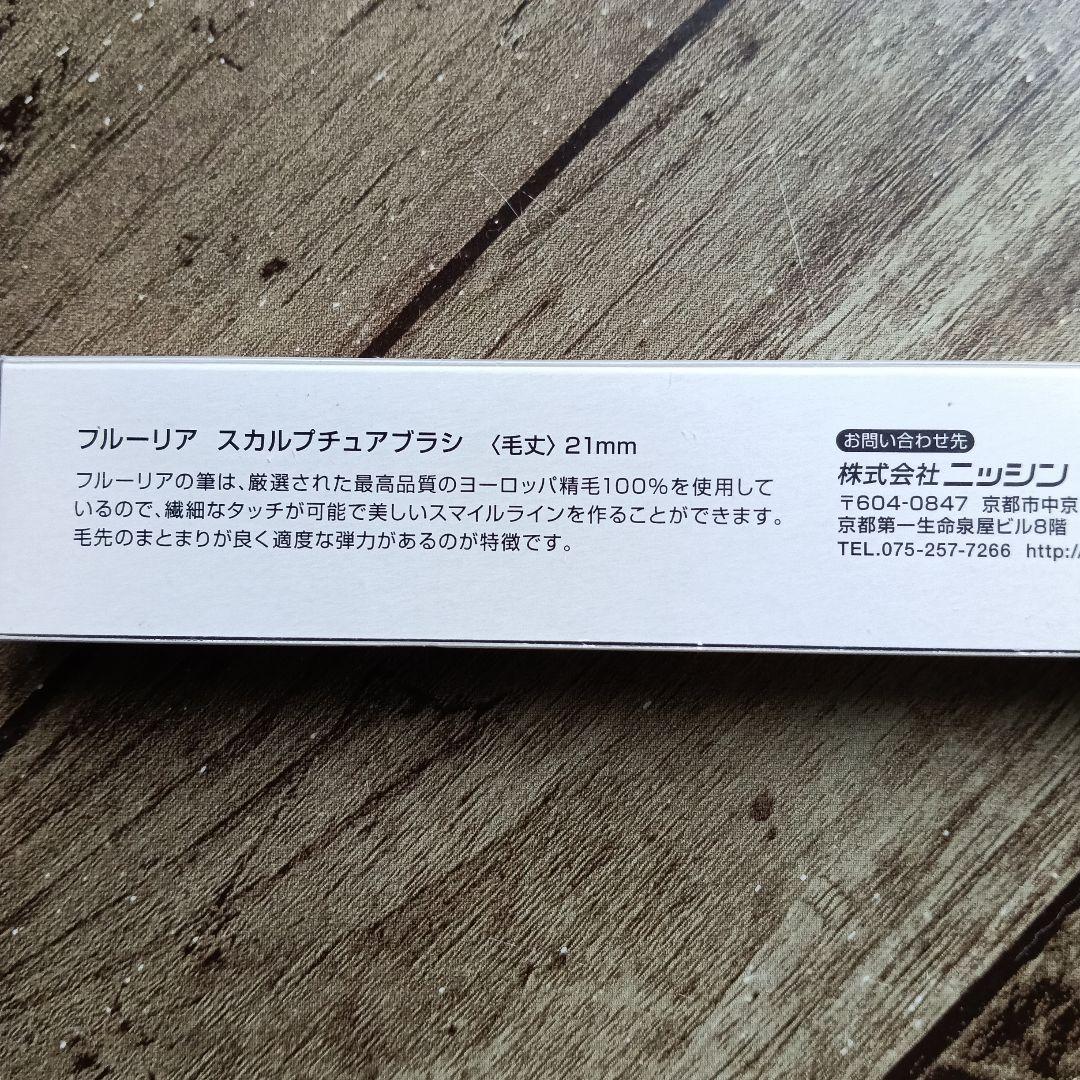 フルーリア スカルプチュアブラシ 〈毛丈〉21mm
フルーリアの筆は、厳選された最高品質のヨーロッパ精毛100%を使用して
いるので、繊細なタッチが可能で美しいスマイルラインを作ることができます。
毛先のまとまりが良く適度な弾力があるのが特徴です。
お問い合わせ先
株式会社 ニッシン
〒604-0847 京都市中京
京都第一生命泉屋ビル8階
TEL.075-257-7266 http:/